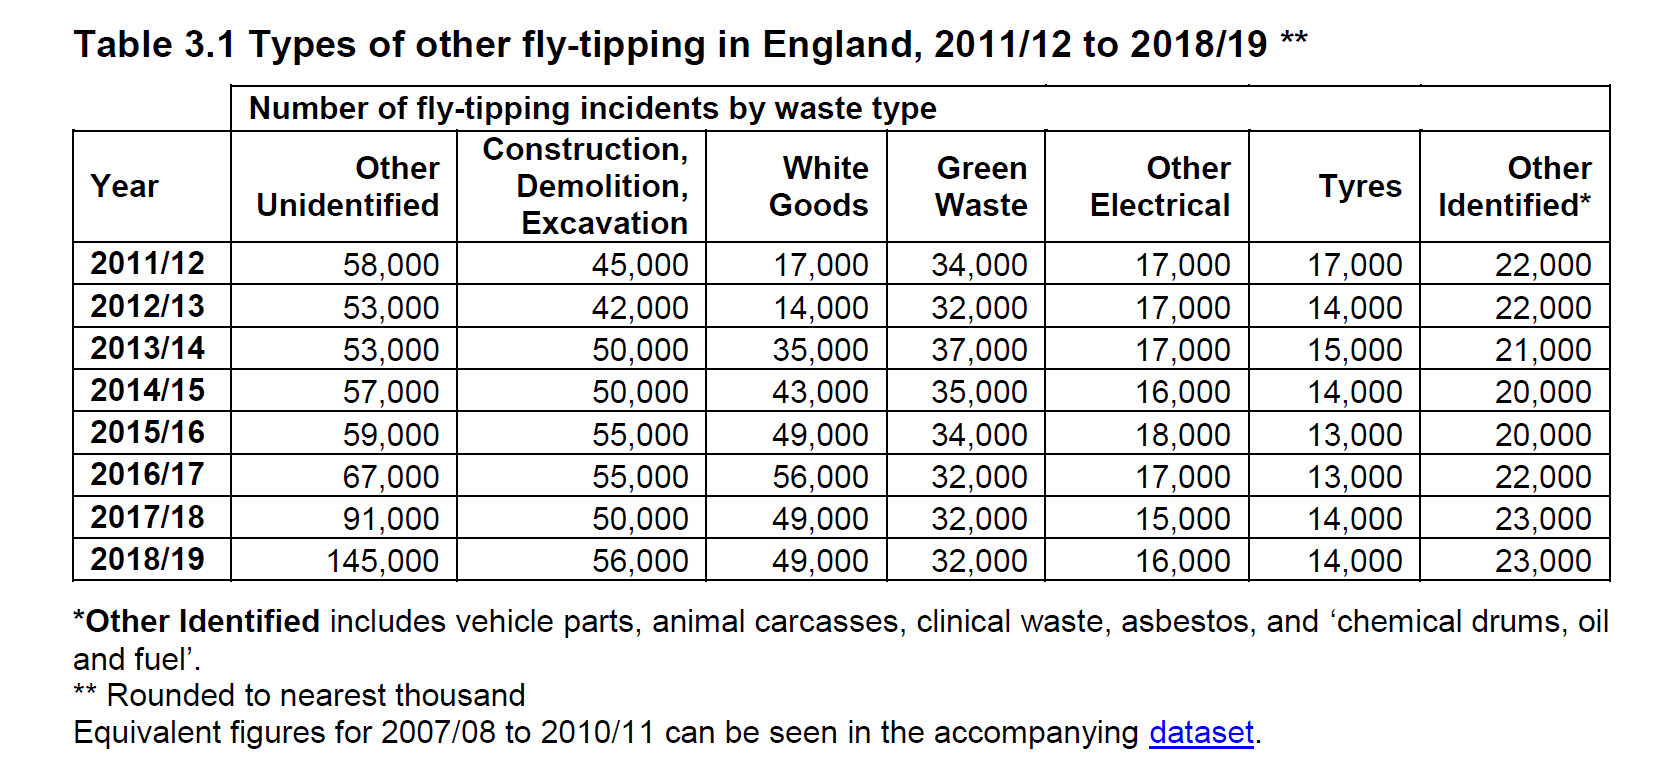 Table 3.1 Types of other fly-tipping in England, 2011/12 to 2018/19 **
Number of fly-tipping incidents by waste type
Year Other Unidentified Construction, Demolition, Excavation White Goods Green Waste Other Electrical Tyres Other Identified*
2011/12 58,000 45,000 17,000 34,000 17,000 17,000 22,000
2012/13 53,000 42,000 14,000 32,000 17,000 14,000 22,000
2013/14 53,000 50,000 35,000 37,000 17,000 15,000 21,000
2014/15 57,000 50,000 43,000 35,000 16,000 14,000 20,000
2015/16 59,000 55,000 49,000 34,000 18,000 13,000 20,000
2016/17 67,000 55,000 56,000 32,000 17,000 13,000 22,000
2017/18 91,000 50,000 49,000 32,000 15,000 14,000 23,000
2018/19 145,000 56,000 49,000 32,000 16,000 14,000 23,000
*Other Identified includes vehicle parts, animal carcasses, clinical waste, asbestos, and ‘chemical drums, oil
and fuel’.
** Rounded to nearest thousand
Equivalent figures for 2007/08 to 2010/11 can be seen in the accompanying dataset.